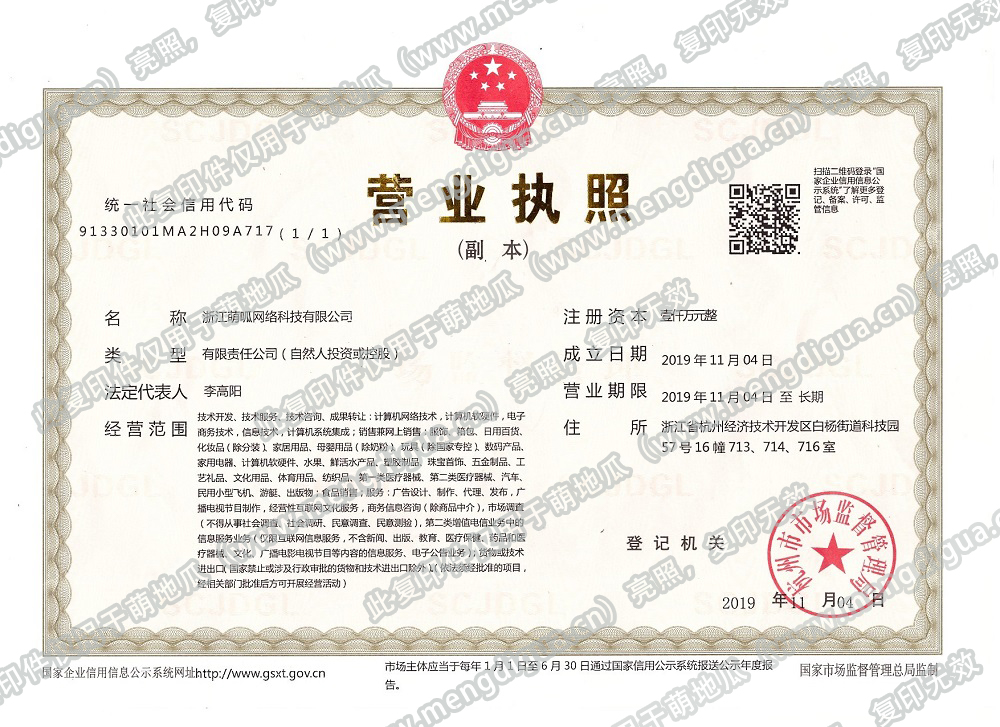 营业执照
(副 本)
统一社会信用代码
91330101MA2H09A717 (1/1)
扫描二维码登录"国
家企业信用信息公
示系统"了解更多登
记、备案、许可、监
管信息
名 称 浙江萌呱网络科技有限公司
类 型 有限责任公司(自然人投资或控股)
法定代表人 李高阳
经营范围 技术开发、技术服务、技术咨询、成果转让:计算机网络技术,计算机软硬件,电子
商务技术,信息技术,计算机系统集成;销售兼网上销售:服饰、箱包、日用百货、
化妆品(除分装)、家居用品、母婴用品(除奶粉)、玩具(除国家专控)、数码产品、
家用电器、计算机软硬件、水果、鲜活水产品、塑胶制品、珠宝首饰、五金制品、工
艺礼品、文化用品、体育用品、纺织品、第一类医疗器械、第二类医疗器械、汽车、
民用小型飞机、游艇、出版物;食品销售;服务:广告设计、制作、代理、发布,广
播电视节目制作,经营性互联网文化服务,商务信息咨询(除商品中介),市场调查
(不得从事社会调查、社会调研、民意调查、民意测验),第二类增值电信业务中的
信息服务业务(仅限互联网信息服务,不含新闻、出版、教育、医疗保健、药品和医
疗器械、文化、广播电影电视节目等内容的信息服务、电子公告业务);货物或技术
进出口(国家禁止或涉及行政审批的货物和技术进出口除外)。(依法须经批准的项目,
经相关部门批准后方可开展经营活动)
注册资本 壹仟万元整
成立日期 2019年11月04日
营业期限 2019年11月04日 至 长期
住 所 浙江省杭州经济技术开发区白杨街道科技园
57号16幢713、714、716室
登记机关
杭州市市场监督管理局
2019 年11 月04 日
国家企业信用信息公示系统网址http://www.gsxt.gov.cn
市场主体应当于每年1月1日至6月30日通过国家信用公示系统报送公示年度报
告。
国家市场监督管理总局监制
此复印件仅用于萌地瓜(www.mengdigua.cn)亮照,复印无效